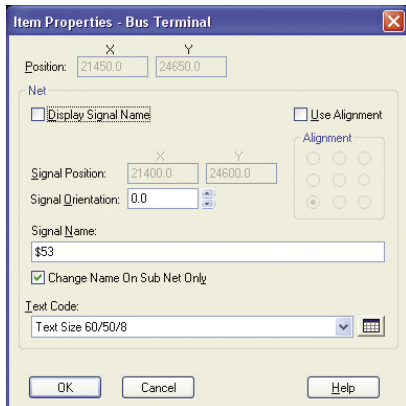 Item Properties - Bus Terminal
X Y
Position: 21450.0 24650.0
Net
Display Signal Name
Use Alignment
Alignment
X Y
Signal Position: 21400.0 24600.0
Signal Orientation: 0.0
Signal Name:
$53
Change Name On Sub Net Only
Text Code:
Text Size 60/50/8
OK Cancel Help